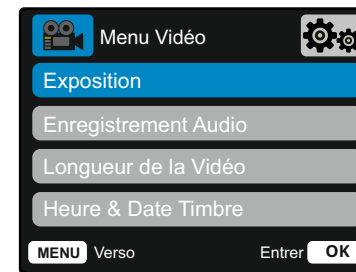 Menu Vidéo
Exposition
Enregistrement Audio
Longueur de la Vidéo
Heure & Date Timbre
MENU Verso Entrer OK